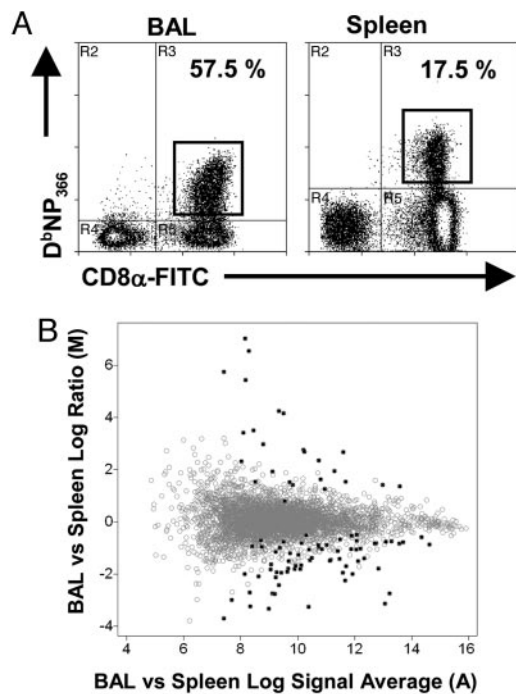 A
BAL
Spleen
R2
R3
57.5 %
R2
R3
17.5 %
R4
R5
R4
R5
DᵇNP₃₆₆
CD8α-FITC
B
BAL vs Spleen Log Ratio (M)
6
4
2
0
-2
-4
4
6
8
10
12
14
16
BAL vs Spleen Log Signal Average (A)